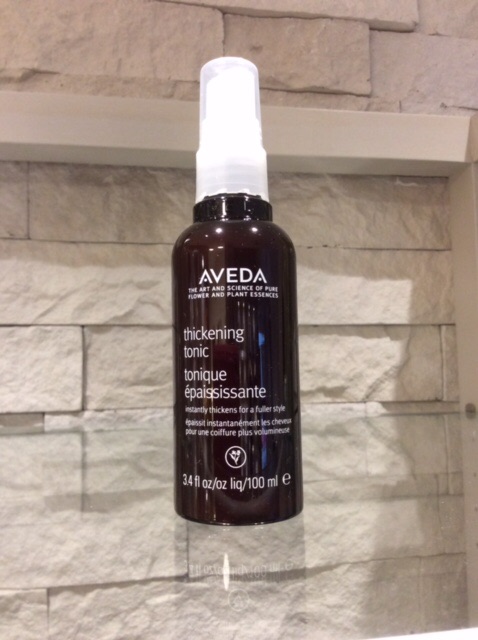 AVEDA
THE ART AND SCIENCE OF PURE
FLOWER AND PLANT ESSENCES
thickening
tonic
tonique
épaississante
instantly thickens for a fuller style
épaissit instantanément les cheveux
pour une coiffure plus volumineuse
3.4 fl oz/oz liq/100 ml e